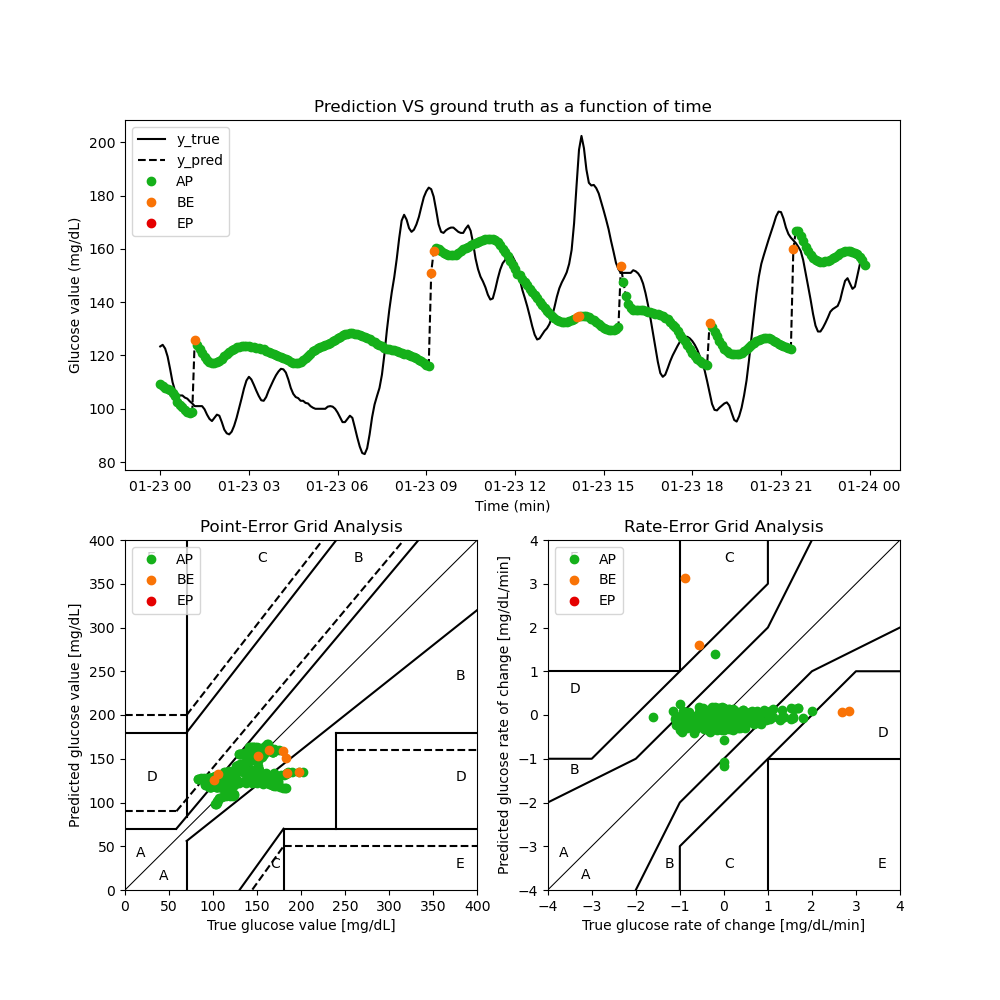 Prediction VS ground truth as a function of time
Glucose value (mg/dL)
200
180
160
140
120
100
80
y_true
y_pred
AP
BE
EP
01-23 00 01-23 03 01-23 06 01-23 09 01-23 12 01-23 15 01-23 18 01-23 21 01-24 00
Time (min)
Point-Error Grid Analysis
Predicted glucose value [mg/dL]
400
350
300
250
200
150
100
50
0
AP
BE
EP
C
B
B
D
D
A
A
C
E
0 50 100 150 200 250 300 350 400
True glucose value [mg/dL]
Rate-Error Grid Analysis
Predicted glucose rate of change [mg/dL/min]
4
3
2
1
0
−1
−2
−3
−4
AP
BE
EP
C
D
D
B
A
A
B
C
E
−4 −3 −2 −1 0 1 2 3 4
True glucose rate of change [mg/dL/min]